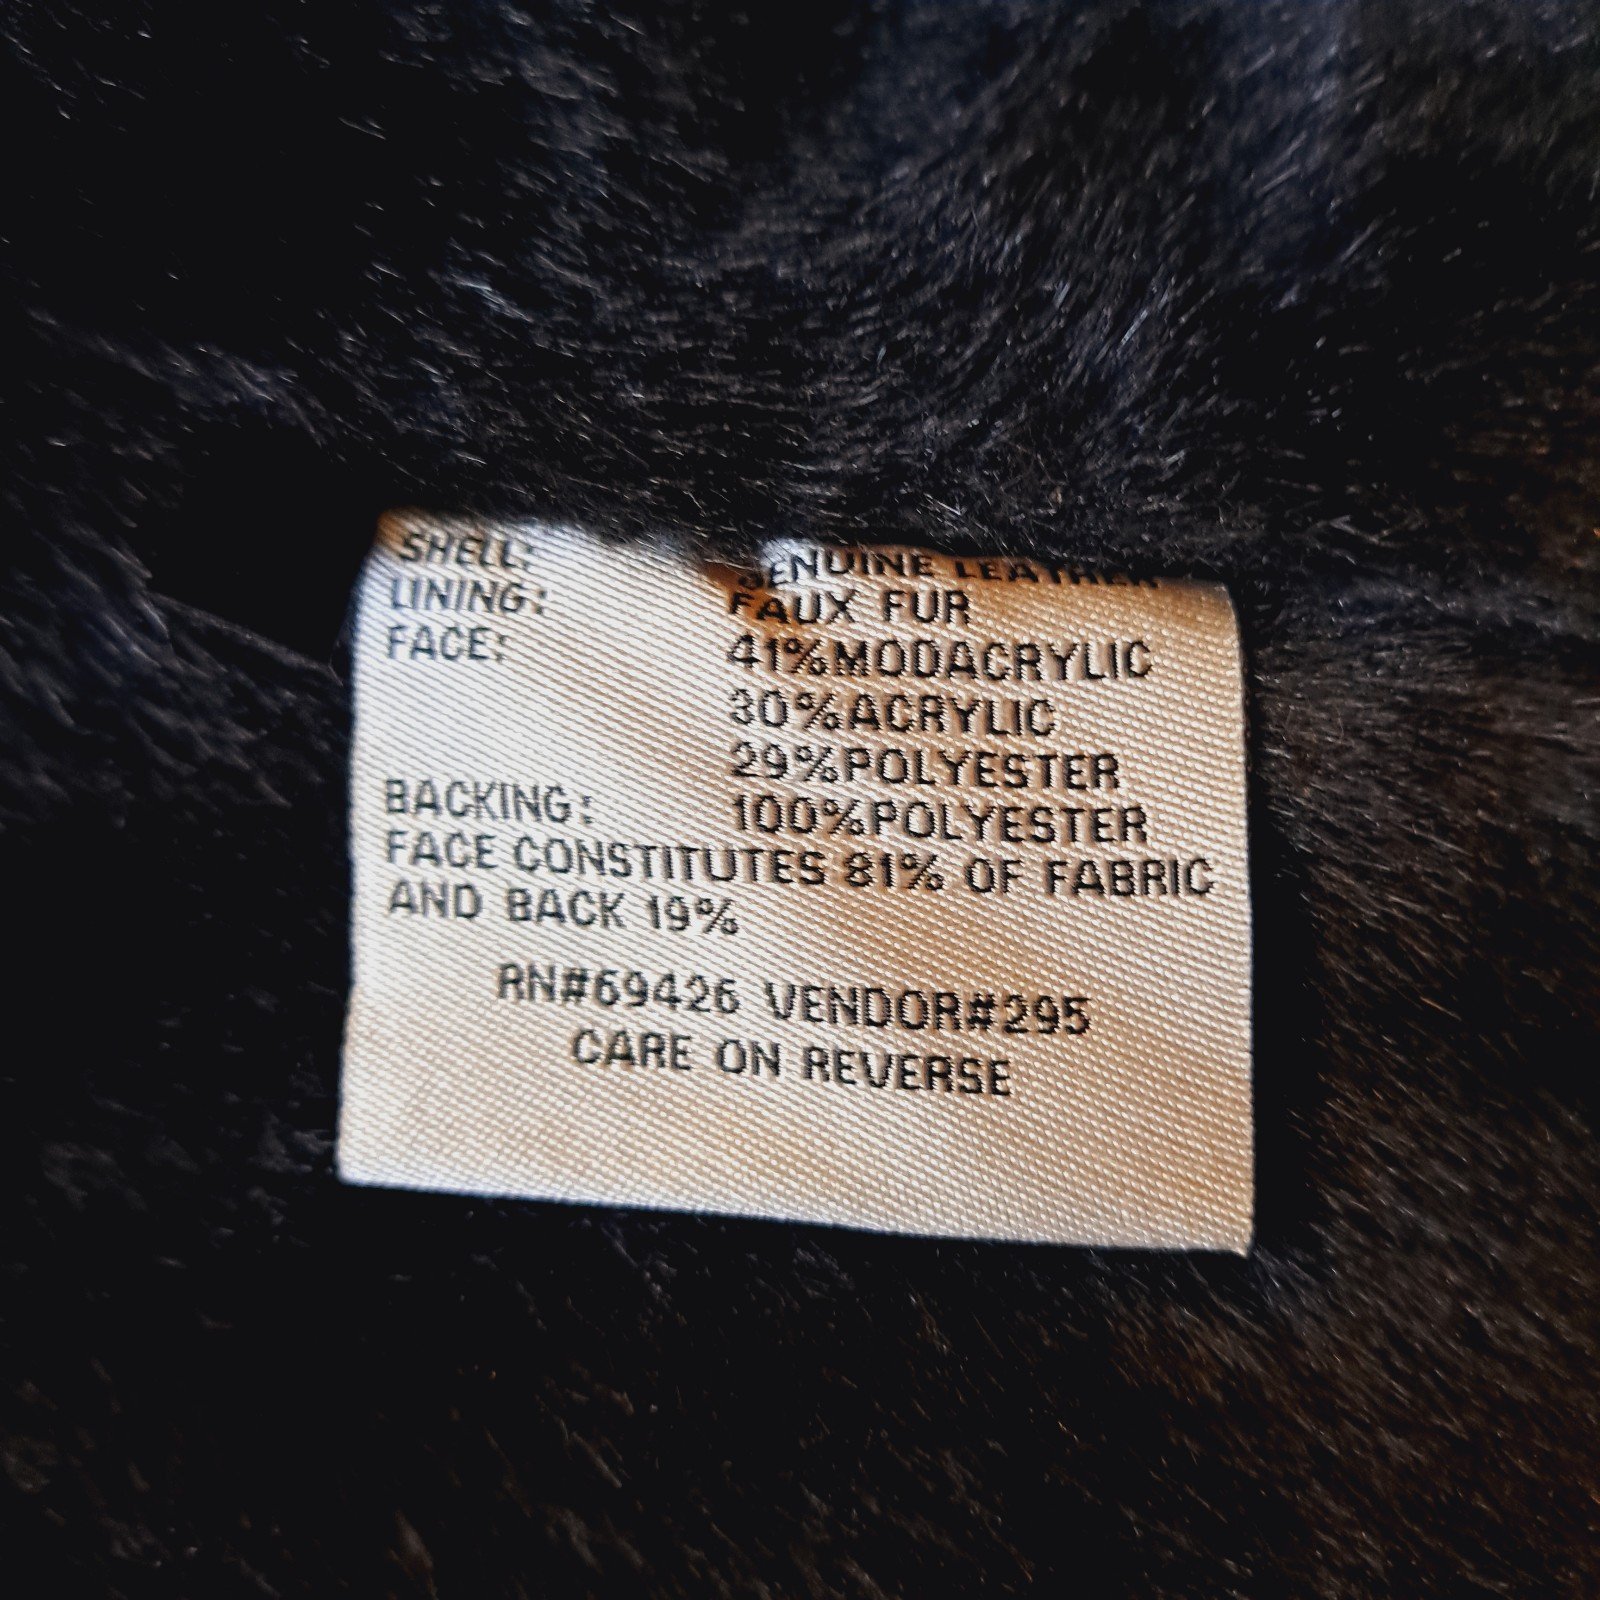 SHELL: GENUINE LEATHER
LINING: FAUX FUR
FACE: 41%MODACRYLIC
30%ACRYLIC
29%POLYESTER
BACKING: 100%POLYESTER
FACE CONSTITUTES 81% OF FABRIC
AND BACK 19%
RN#69426 VENDOR#295
CARE ON REVERSE